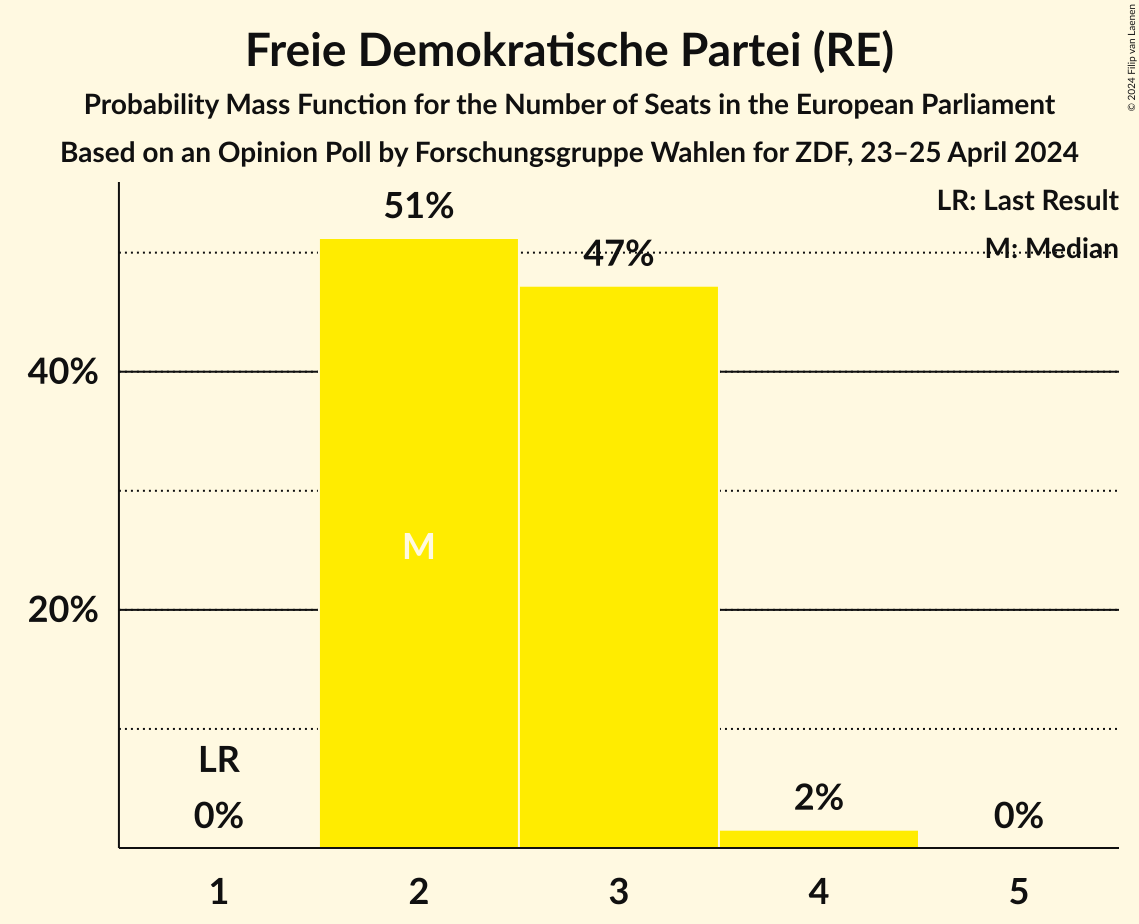 Freie Demokratische Partei (RE)
Probability Mass Function for the Number of Seats in the European Parliament
Based on an Opinion Poll by Forschungsgruppe Wahlen for ZDF, 23–25 April 2024
© 2024 Filip van Laenen
LR: Last Result
M: Median
51%
47%
40%
M
20%
LR
0%
2%
0%
1 2 3 4 5